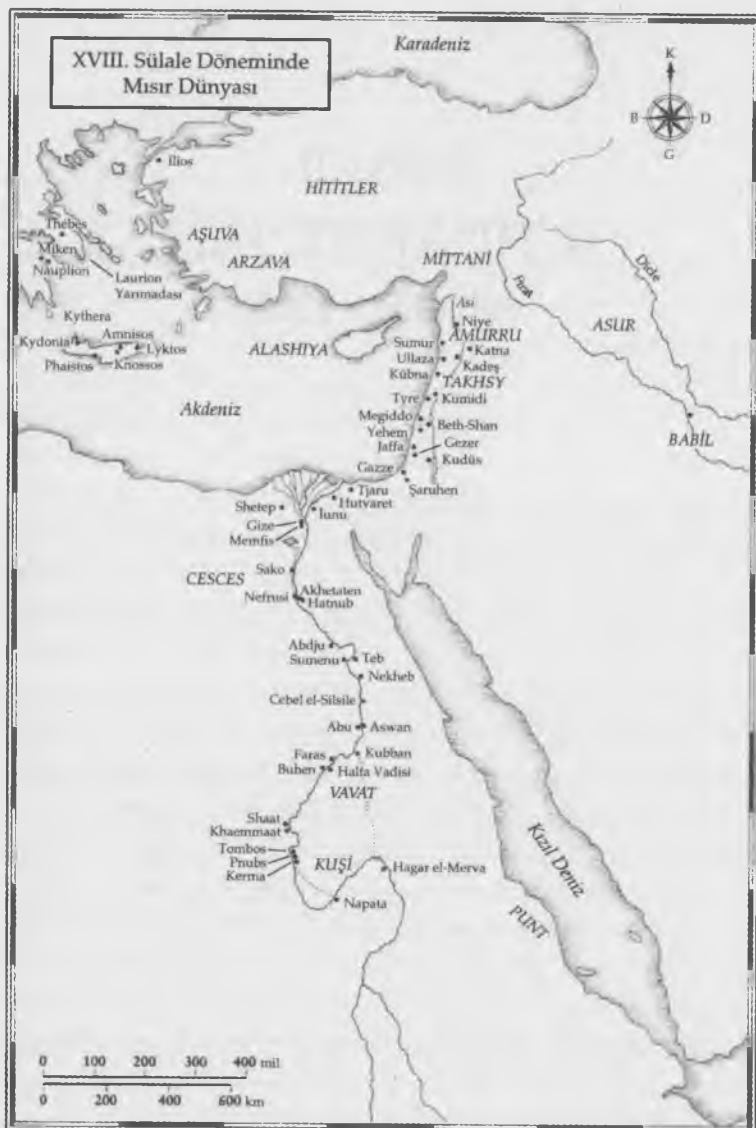 XVIII. Sülale Döneminde
Mısır Dünyası
Karadeniz
K
B
D
G
Ilios
HİTİTLER
Thebes
AŞUVA
Miken
Nauplion
ARZAVA
MİTTANİ
Laurion
Yarımadası
Dicle
Fırat
Kythera
Asi
Niye
ASUR
Amnisos
Kydonia
AMURRU
Sumur
Katna
Lyktos
ALASHIYA
Ullaza
Kadeş
Phaistos
Knossos
Kübna
TAKHSY
Tyre
Kumidi
Akdeniz
Megiddo
Beth-Shan
Yehem
Gezer
BABİL
Jaffa
Kudüs
Gazze
Şaruhen
Tjaru
Hutvaret
Shetep
Iunu
Gize
Memfis
Sako
CESCES
Akhetaten
Nefrusi
Hatnub
Abdju
Sumenu
Teb
Nekheb
Cebel el-Silsile
Abu
Aswan
Faras
Kubban
Buhen
Halfa Vadisi
VAVAT
Shaat
Khaemmaat
Tombos
Pnubs
KUŞİ
Hagar el-Merva
Kerma
Kızıl Deniz
Napata
PUNT
0 100 200 300 400 mil
0 200 400 600 km